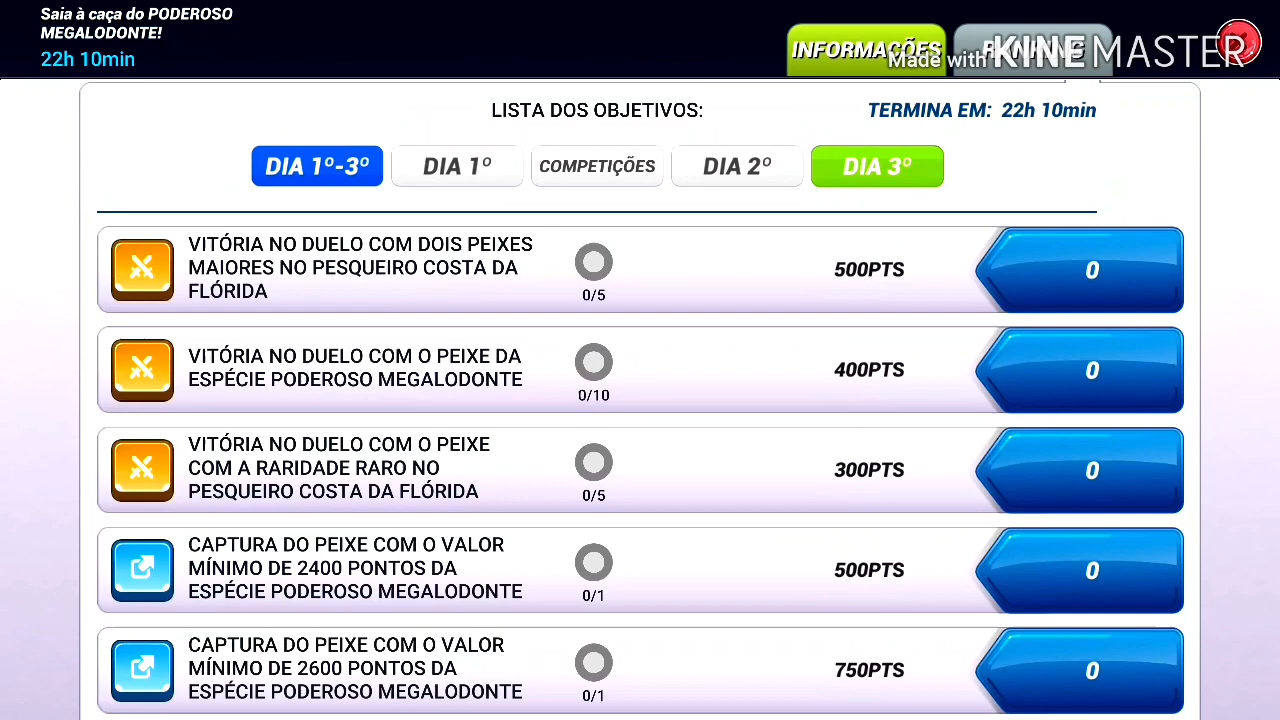 Saia à caça do PODEROSO
MEGALODONTE!
22h 10min
INFORMAÇÕES
RANKING
Made with KINEMASTER
LISTA DOS OBJETIVOS:
TERMINA EM: 22h 10min
DIA 1º-3º
DIA 1º
COMPETIÇÕES
DIA 2º
DIA 3º
VITÓRIA NO DUELO COM DOIS PEIXES
MAIORES NO PESQUEIRO COSTA DA
FLÓRIDA
0/5
500PTS
0
VITÓRIA NO DUELO COM O PEIXE DA
ESPÉCIE PODEROSO MEGALODONTE
0/10
400PTS
0
VITÓRIA NO DUELO COM O PEIXE
COM A RARIDADE RARO NO
PESQUEIRO COSTA DA FLÓRIDA
0/5
300PTS
0
CAPTURA DO PEIXE COM O VALOR
MÍNIMO DE 2400 PONTOS DA
ESPÉCIE PODEROSO MEGALODONTE
0/1
500PTS
0
CAPTURA DO PEIXE COM O VALOR
MÍNIMO DE 2600 PONTOS DA
ESPÉCIE PODEROSO MEGALODONTE
0/1
750PTS
0